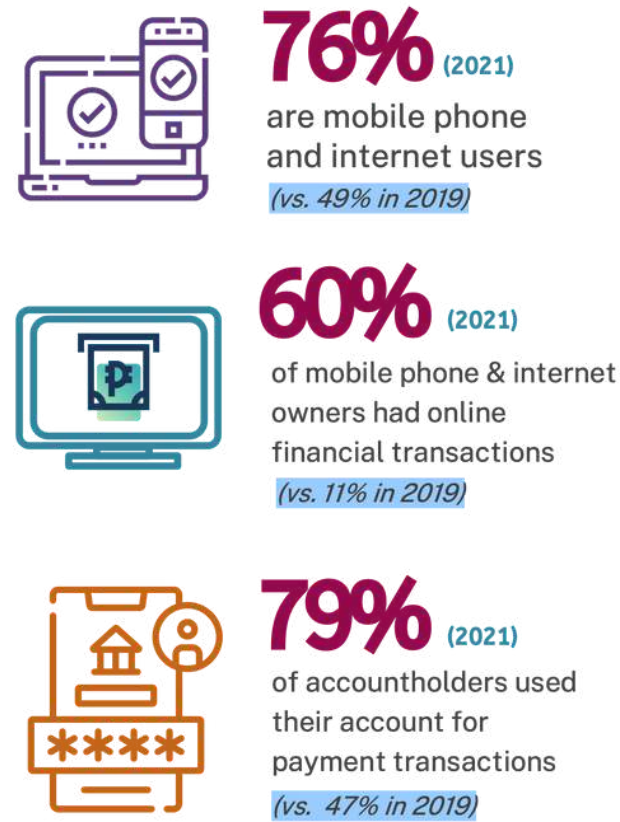 76% (2021)
are mobile phone
and internet users
(vs. 49% in 2019)
60% (2021)
of mobile phone & internet
owners had online
financial transactions
(vs. 11% in 2019)
79% (2021)
of accountholders used
their account for
payment transactions
(vs. 47% in 2019)